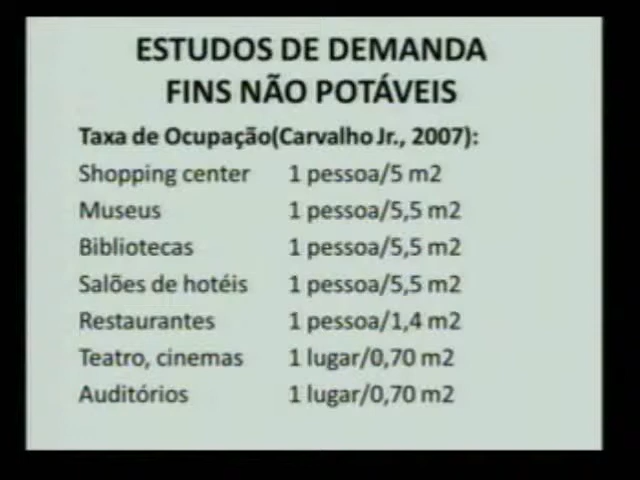 ESTUDOS DE DEMANDA
FINS NÃO POTÁVEIS
Taxa de Ocupação(Carvalho Jr., 2007):
Shopping center 1 pessoa/5 m2
Museus 1 pessoa/5,5 m2
Bibliotecas 1 pessoa/5,5 m2
Salões de hotéis 1 pessoa/5,5 m2
Restaurantes 1 pessoa/1,4 m2
Teatro, cinemas 1 lugar/0,70 m2
Auditórios 1 lugar/0,70 m2